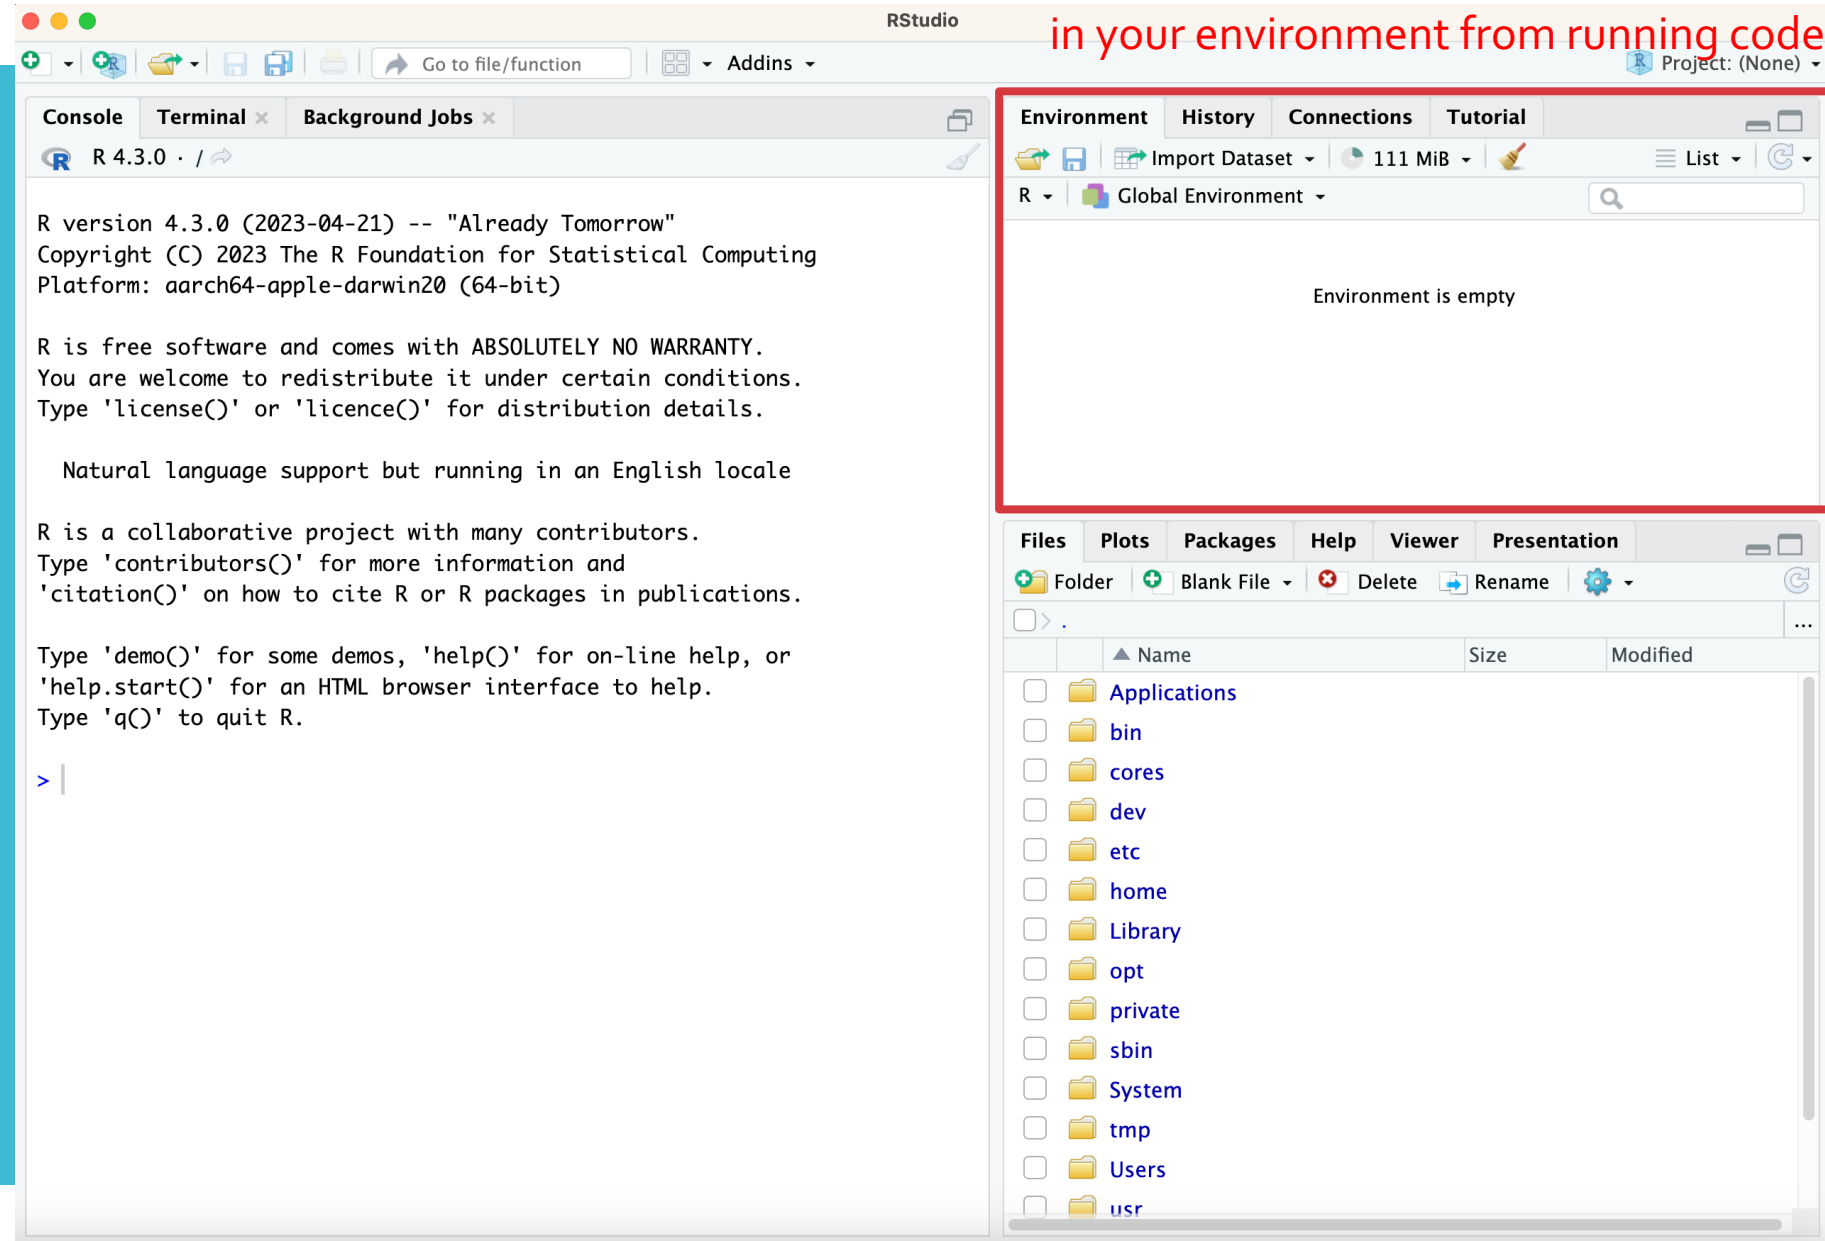 RStudio
in your environment from running code
Go to file/function
Addins
Project: (None)
Console Terminal Background Jobs
R 4.3.0 · /
R version 4.3.0 (2023-04-21) -- "Already Tomorrow"
Copyright (C) 2023 The R Foundation for Statistical Computing
Platform: aarch64-apple-darwin20 (64-bit)
R is free software and comes with ABSOLUTELY NO WARRANTY.
You are welcome to redistribute it under certain conditions.
Type 'license()' or 'licence()' for distribution details.
Natural language support but running in an English locale
R is a collaborative project with many contributors.
Type 'contributors()' for more information and
'citation()' on how to cite R or R packages in publications.
Type 'demo()' for some demos, 'help()' for on-line help, or
'help.start()' for an HTML browser interface to help.
Type 'q()' to quit R.
>
Environment History Connections Tutorial
Import Dataset 111 MiB List
R Global Environment
Environment is empty
Files Plots Packages Help Viewer Presentation
Folder Blank File Delete Rename
. ...
Name Size Modified
Applications
bin
cores
dev
etc
home
Library
opt
private
sbin
System
tmp
Users
usr